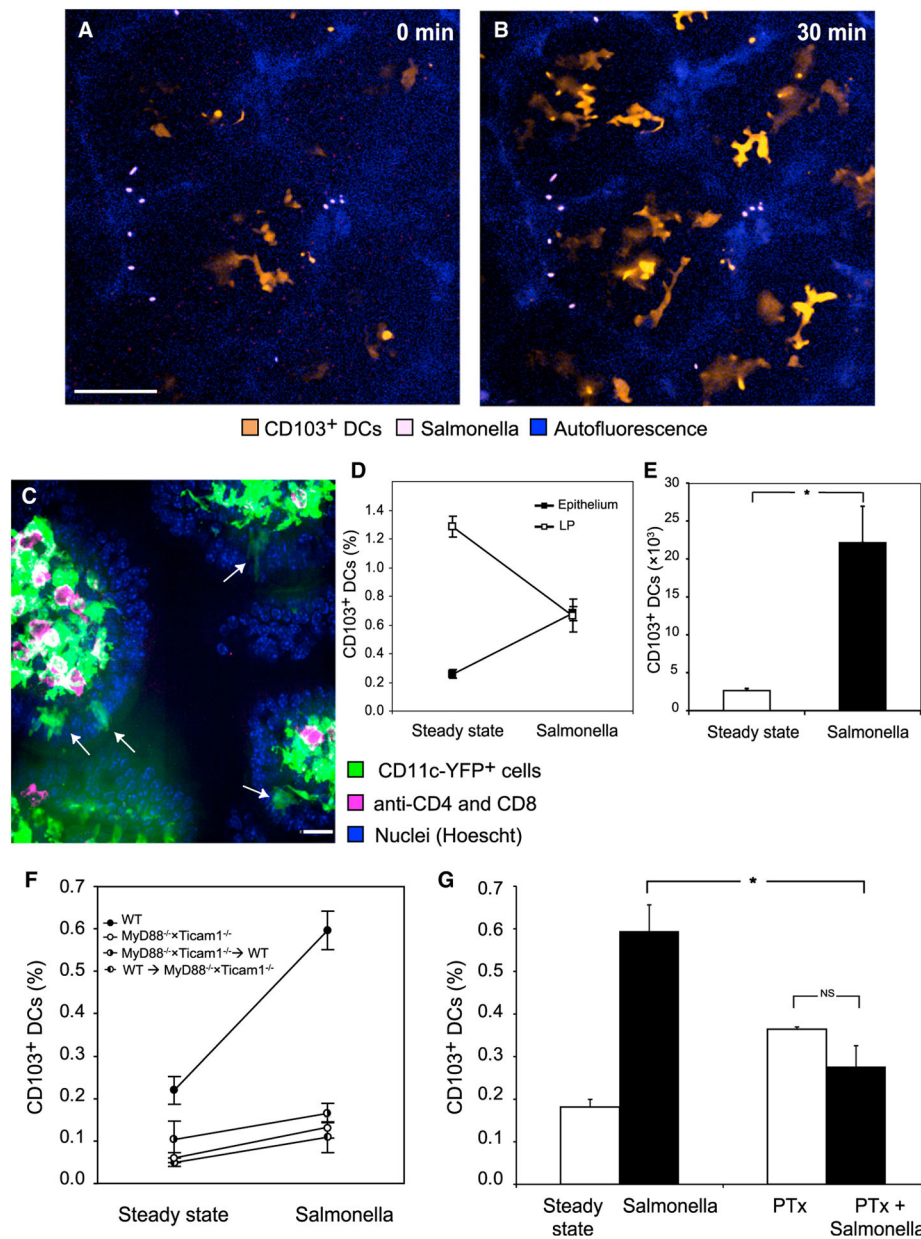 A
0 min
B
30 min
CD103+ DCs
Salmonella
Autofluorescence
C
D
CD103+ DCs (%)
1.4
1.2
1.0
0.8
0.6
0.4
0.2
0.0
Epithelium
LP
Steady state
Salmonella
E
*
CD103+ DCs (×10³)
30
25
20
15
10
5
0
Steady state
Salmonella
CD11c-YFP+ cells
anti-CD4 and CD8
Nuclei (Hoescht)
F
CD103+ DCs (%)
0.7
0.6
0.5
0.4
0.3
0.2
0.1
0.0
WT
MyD88-/-×Ticam1-/-
MyD88-/-×Ticam1-/-→ WT
WT → MyD88-/-×Ticam1-/-
Steady state
Salmonella
G
*
NS
CD103+ DCs (%)
0.7
0.6
0.5
0.4
0.3
0.2
0.1
0.0
Steady state
Salmonella
PTx
PTx + Salmonella